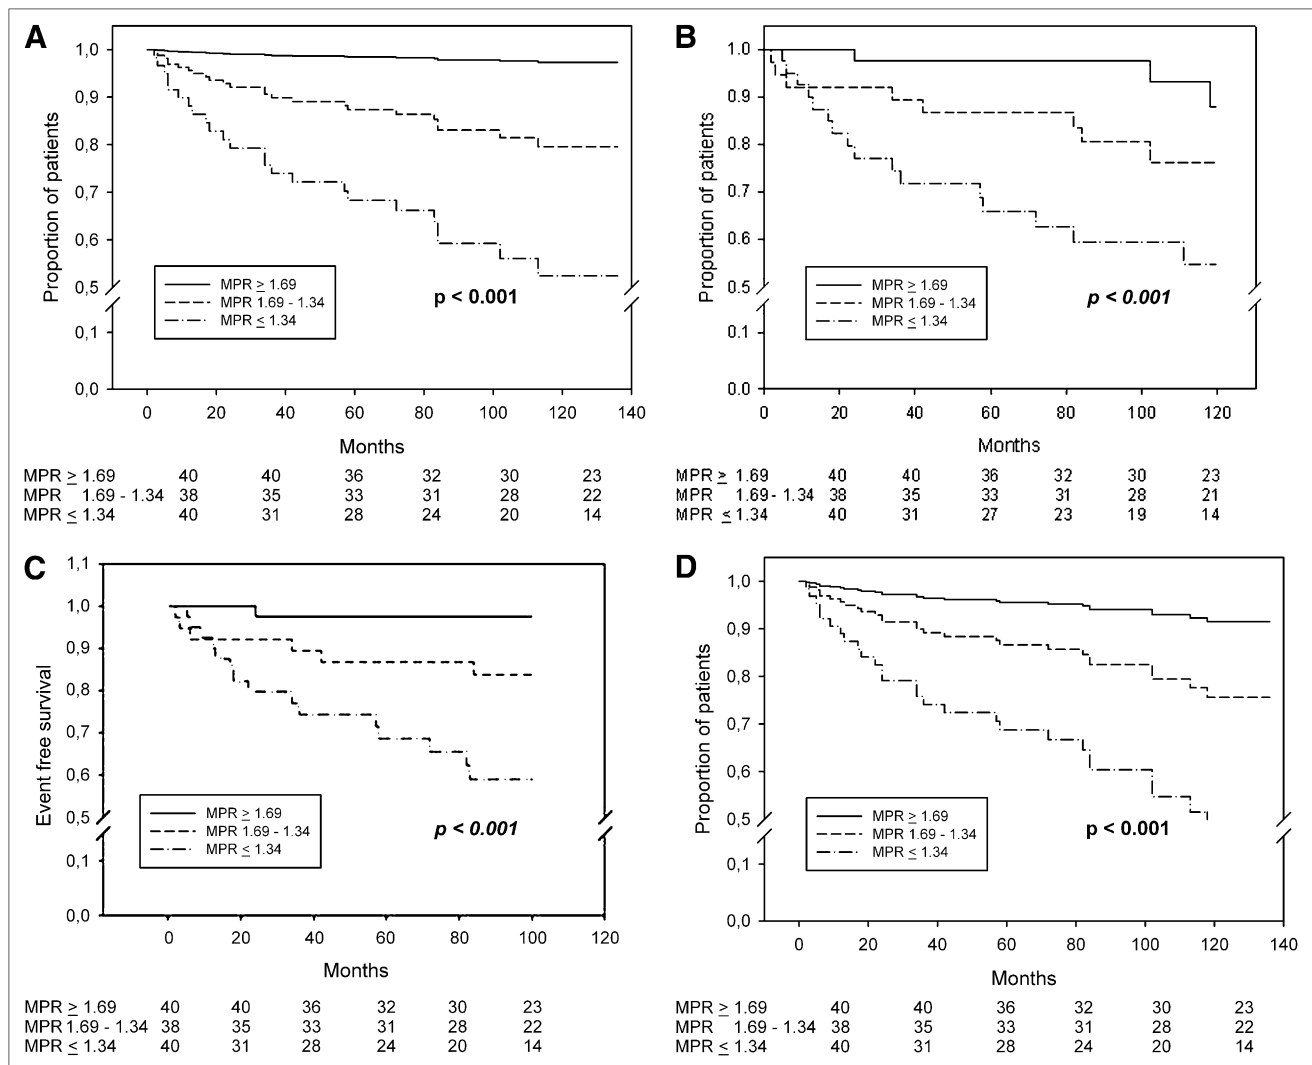 A
1,0
0,9
0,8
0,7
0,6
0.5
0,1
0,0
Proportion of patients
MPR ≥ 1.69
MPR 1.69 - 1.34
MPR ≤ 1.34
p < 0.001
0 20 40 60 80 100 120 140
Months
MPR ≥ 1.69 40 40 36 32 30 23
MPR 1.69 - 1.34 38 35 33 31 28 22
MPR ≤ 1.34 40 31 28 24 20 14
B
1.0
0.9
0.8
0.7
0.6
0.5
0.1
0.0
Proportion of patients
MPR ≥ 1.69
MPR 1.69 - 1.34
MPR ≤ 1.34
p < 0.001
0 20 40 60 80 100 120
Months
MPR ≥ 1.69 40 40 36 32 30 23
MPR 1.69 - 1.34 38 35 33 31 28 21
MPR ≤ 1.34 40 31 27 23 19 14
C
1,1
1,0
0,9
0,8
0,7
0,6
0,5
0,1
0,0
Event free survival
MPR ≥ 1.69
MPR 1.69 - 1.34
MPR ≤ 1.34
p < 0.001
0 20 40 60 80 100 120
Months
MPR ≥ 1.69 40 40 36 32 30 23
MPR 1.69 - 1.34 38 35 33 31 28 22
MPR ≤ 1.34 40 31 28 24 20 14
D
1,0
0,9
0,8
0,7
0,6
0.5
0,1
0,0
Proportion of patients
MPR ≥ 1.69
MPR 1.69 - 1.34
MPR ≤ 1.34
p < 0.001
0 20 40 60 80 100 120 140
Months
MPR ≥ 1.69 40 40 36 32 30 23
MPR 1.69 - 1.34 38 35 33 31 28 22
MPR ≤ 1.34 40 31 28 24 20 14